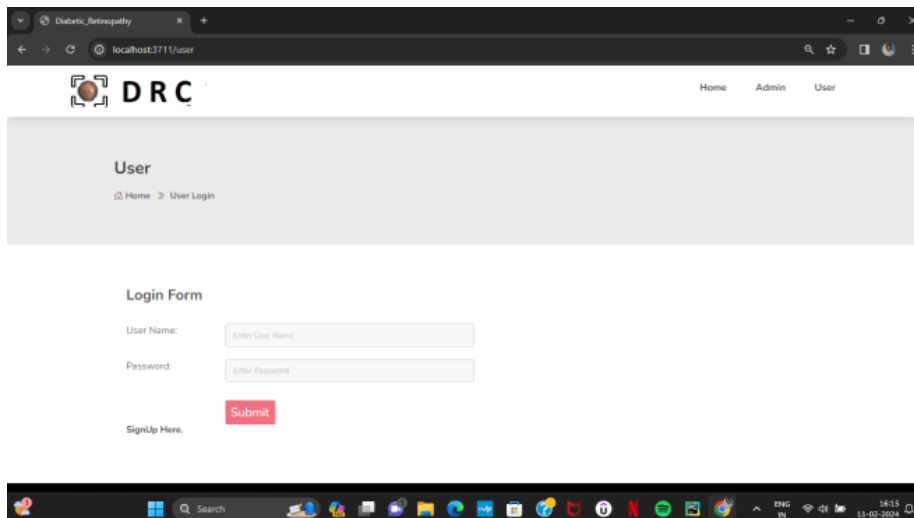 Diabetic_Retinopathy
localhost:3711/user
DRC
Home Admin User
User
Home User Login
Login Form
User Name: Enter User Name
Password: Enter Password
Submit
SignUp Here.
Search
ENG 16:15
IN 11-02-2024